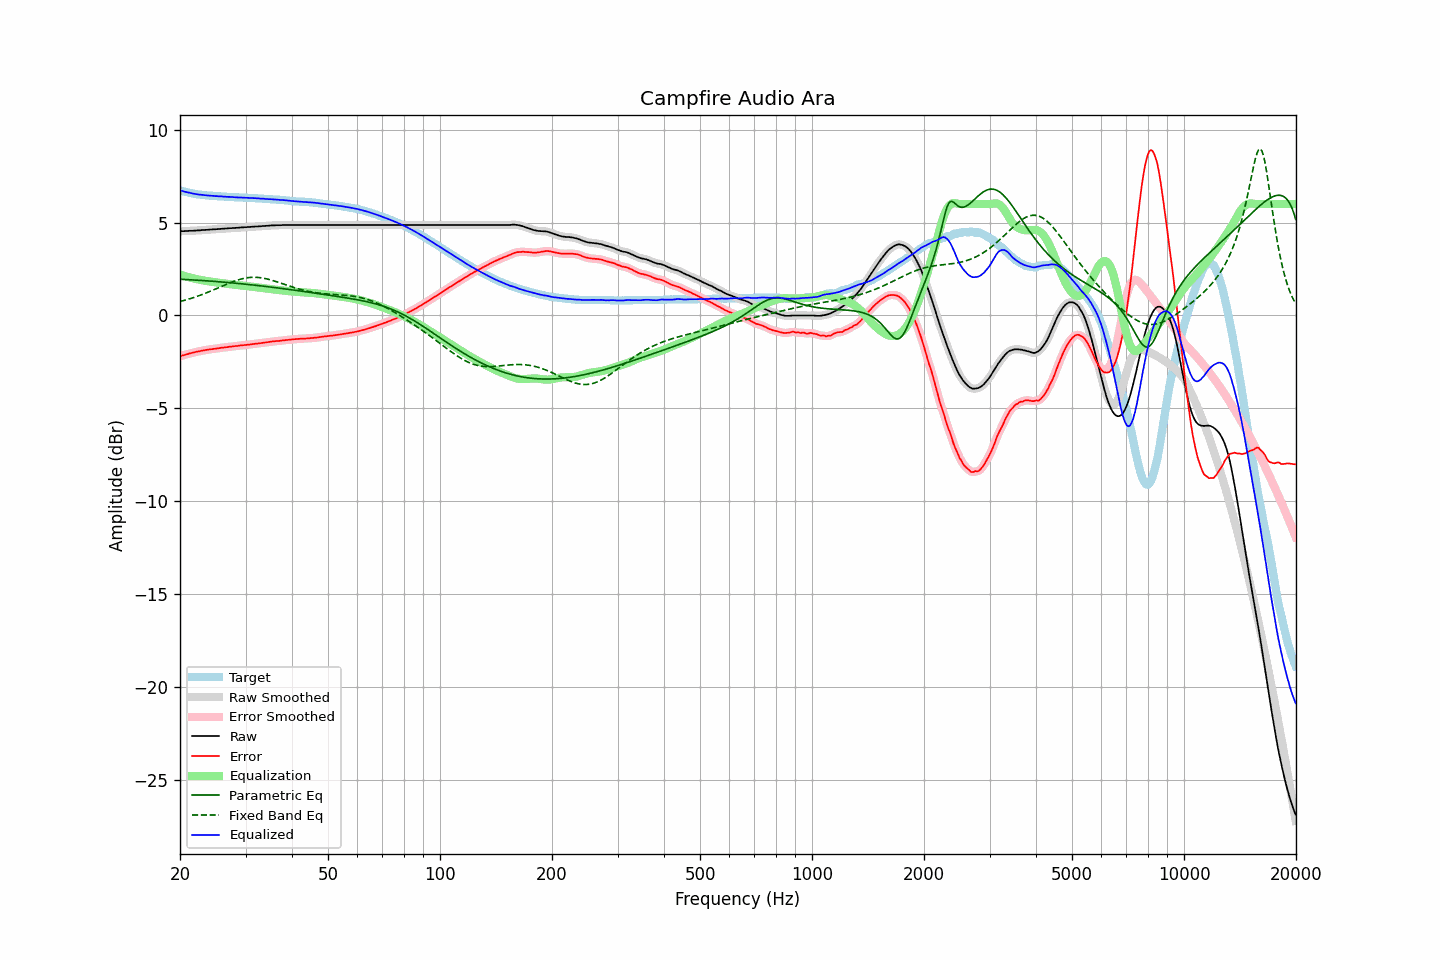 Campfire Audio Ara
10
5
0
−5
−10
−15
−20
−25
Amplitude (dBr)
Target
Raw Smoothed
Error Smoothed
Raw
Error
Equalization
Parametric Eq
Fixed Band Eq
Equalized
20 50 100 200 500 1000 2000 5000 10000 20000
Frequency (Hz)